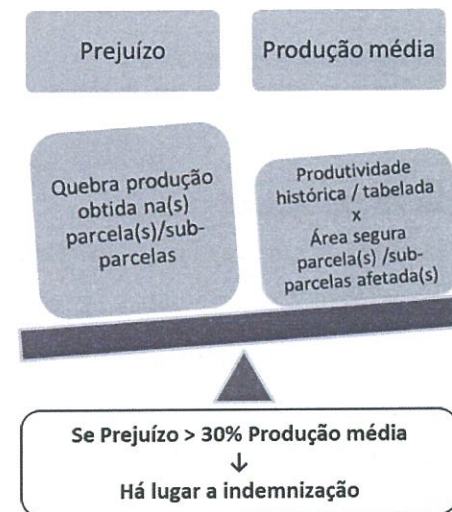 Prejuízo
Produção média
Quebra produção
obtida na(s)
parcela(s)/sub-
parcelas
Produtividade
histórica / tabelada
x
Área segura
parcela(s) /sub-
parcelas afetada(s)
Se Prejuízo > 30% Produção média
↓
Há lugar a indemnização